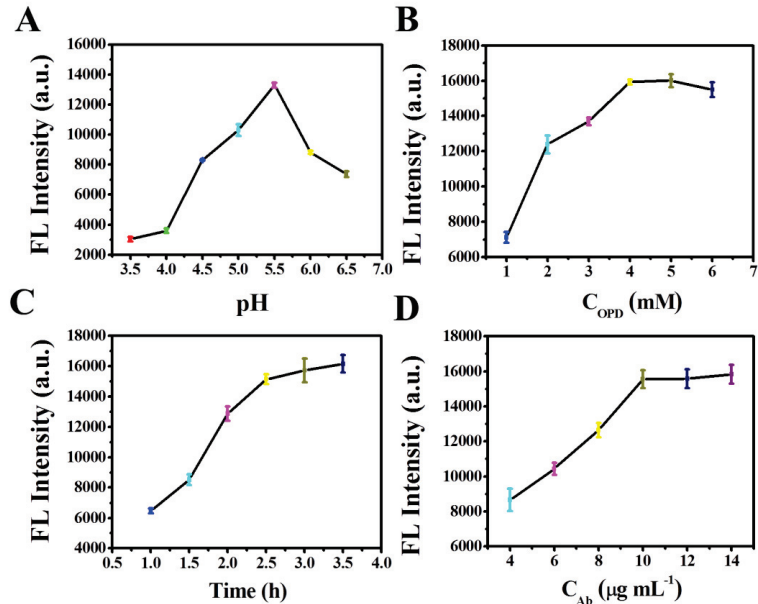 A
FL Intensity (a.u.)
16000
14000
12000
10000
8000
6000
4000
2000
3.5 4.0 4.5 5.0 5.5 6.0 6.5 7.0
pH
B
FL Intensity (a.u.)
18000
16000
14000
12000
10000
8000
6000
1 2 3 4 5 6 7
C_OPD (mM)
C
FL Intensity (a.u.)
18000
16000
14000
12000
10000
8000
6000
4000
0.5 1.0 1.5 2.0 2.5 3.0 3.5 4.0
Time (h)
D
FL Intensity (a.u.)
18000
16000
14000
12000
10000
8000
6000
4 6 8 10 12 14
C_Ab (μg mL⁻¹)